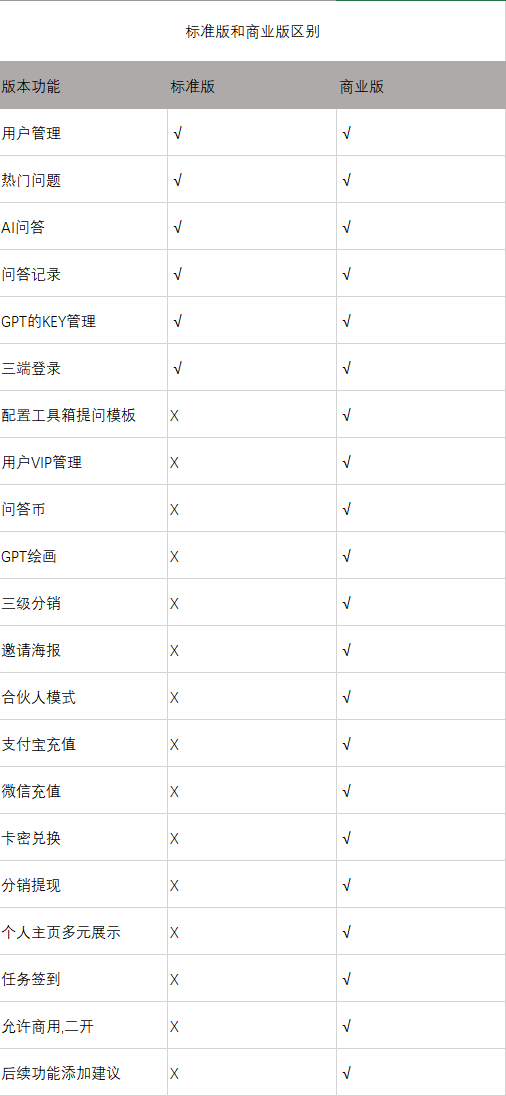 标准版和商业版区别
版本功能 标准版 商业版
用户管理 √ √
热门问题 √ √
AI问答 √ √
问答记录 √ √
GPT的KEY管理 √ √
三端登录 √ √
配置工具箱提问模板 X √
用户VIP管理 X √
问答币 X √
GPT绘画 X √
三级分销 X √
邀请海报 X √
合伙人模式 X √
支付宝充值 X √
微信充值 X √
卡密兑换 X √
分销提现 X √
个人主页多元展示 X √
任务签到 X √
允许商用,二开 X √
后续功能添加建议 X √